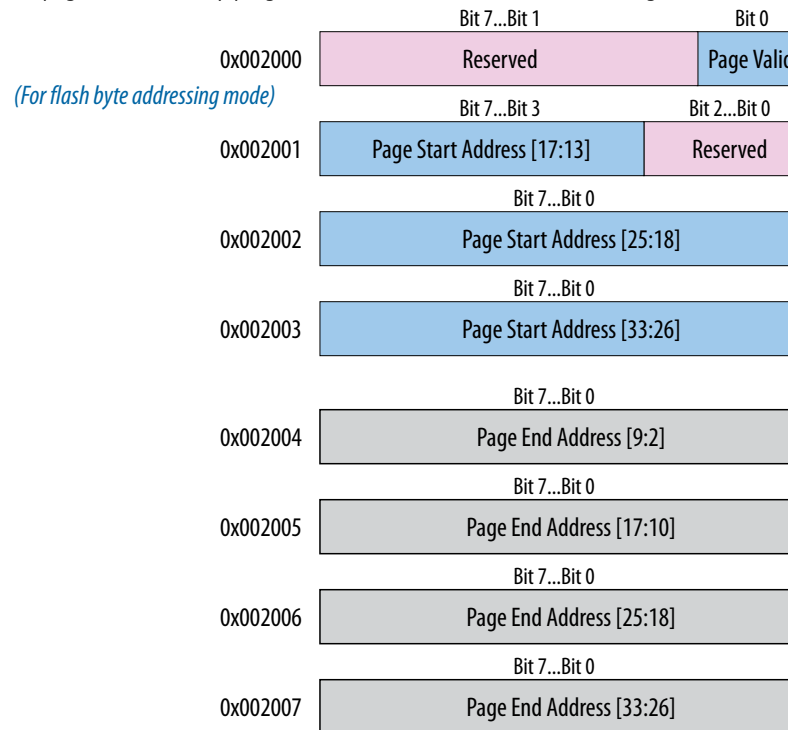 Bit 7...Bit 1 Bit 0
0x002000 Reserved Page Valid
(For flash byte addressing mode)
Bit 7...Bit 3 Bit 2...Bit 0
0x002001 Page Start Address [17:13] Reserved
Bit 7...Bit 0
0x002002 Page Start Address [25:18]
Bit 7...Bit 0
0x002003 Page Start Address [33:26]
Bit 7...Bit 0
0x002004 Page End Address [9:2]
Bit 7...Bit 0
0x002005 Page End Address [17:10]
Bit 7...Bit 0
0x002006 Page End Address [25:18]
Bit 7...Bit 0
0x002007 Page End Address [33:26]